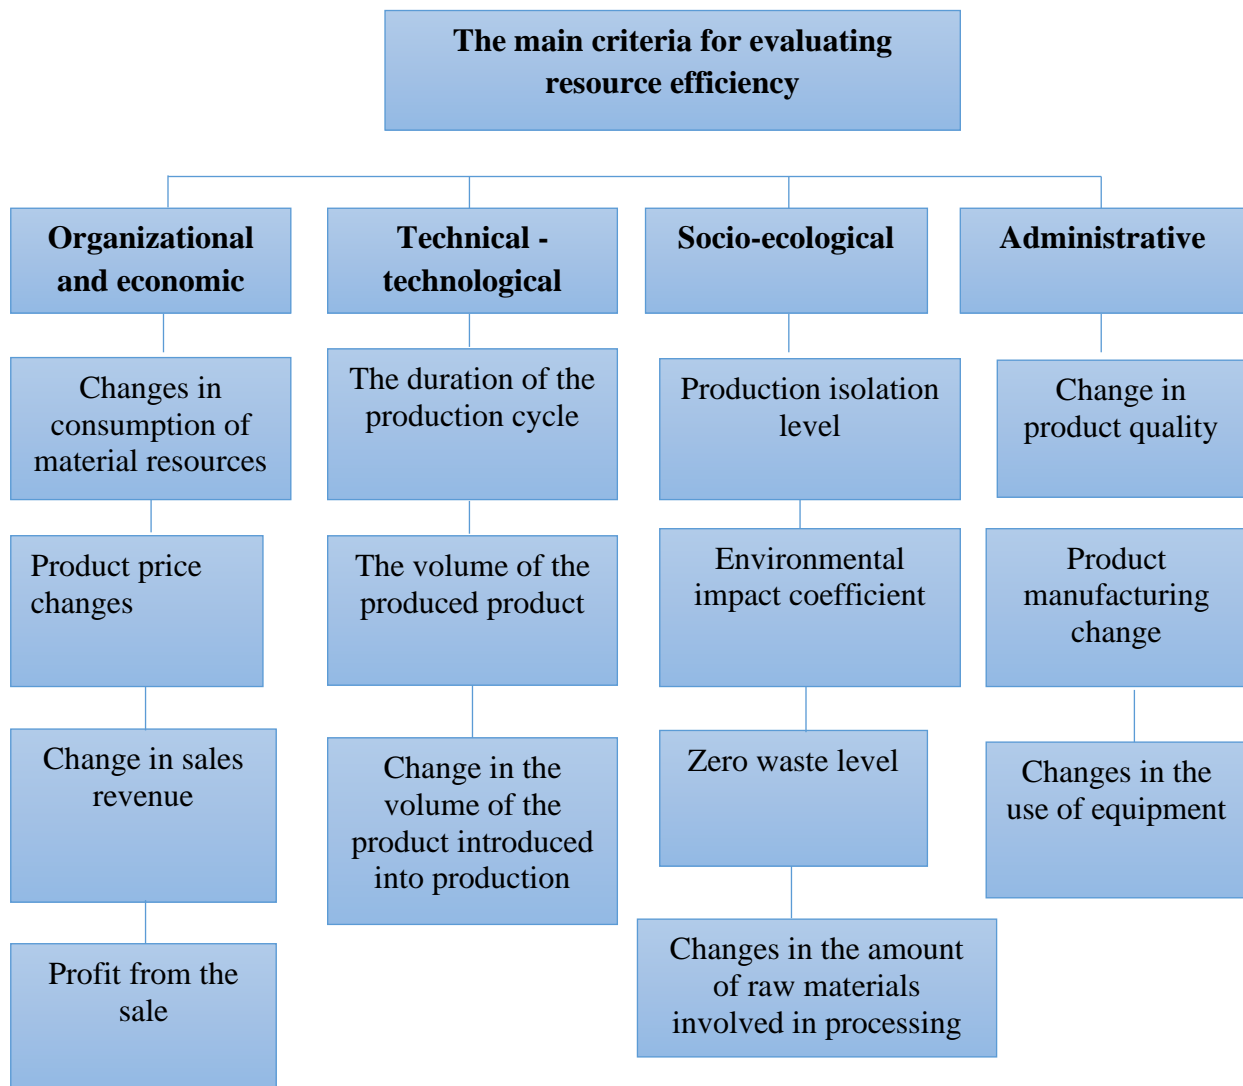 The main criteria for evaluating
resource efficiency
Organizational
and economic
Technical -
technological
Socio-ecological
Administrative
Changes in
consumption of
material resources
Product price
changes
Change in sales
revenue
Profit from the
sale
The duration of the
production cycle
The volume of the
produced product
Change in the
volume of the
product introduced
into production
Production isolation
level
Environmental
impact coefficient
Zero waste level
Changes in the amount
of raw materials
involved in processing
Change in
product quality
Product
manufacturing
change
Changes in the
use of equipment